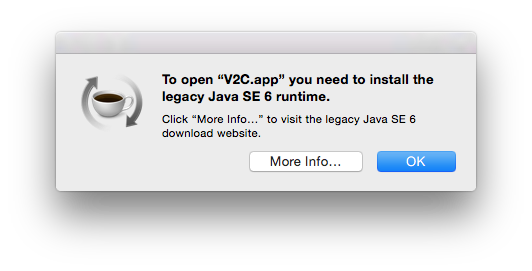 To open “V2C.app” you need to install the
legacy Java SE 6 runtime.
Click “More Info…” to visit the legacy Java SE 6
download website.
More Info…
OK